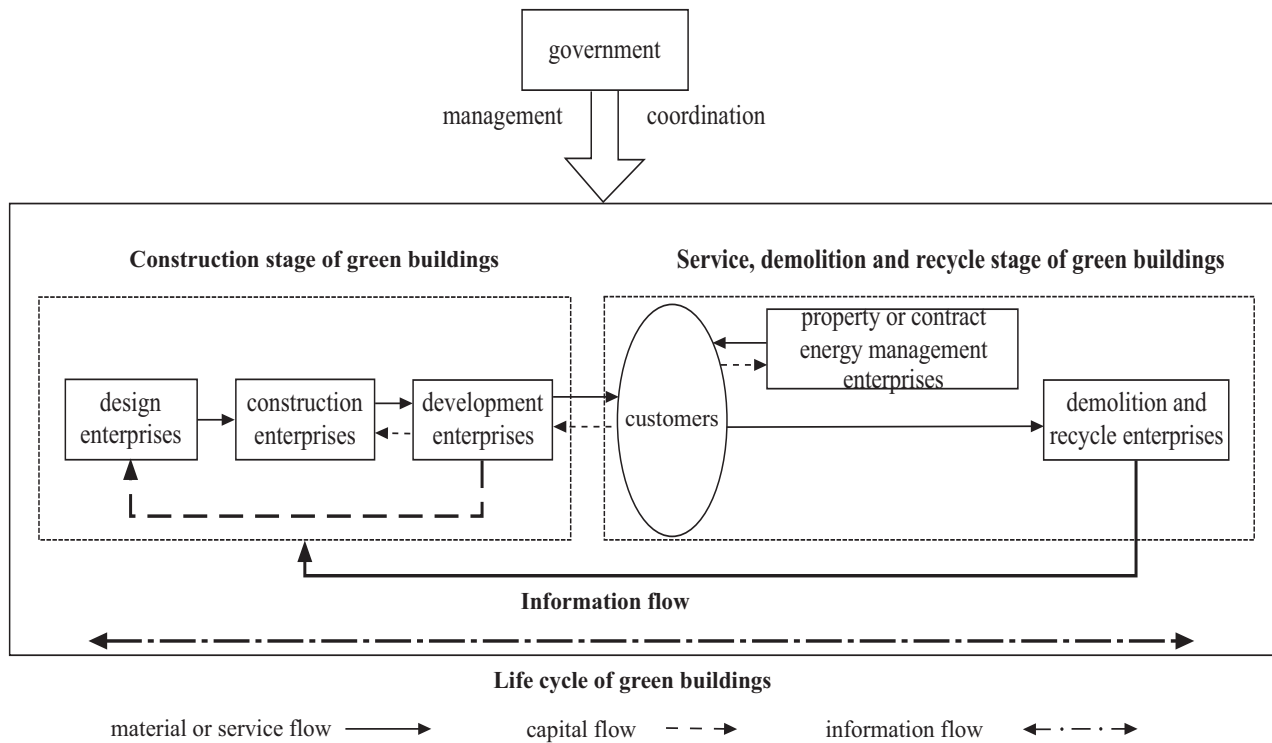 government
management
coordination
Construction stage of green buildings
Service, demolition and recycle stage of green buildings
property or contract
energy management
enterprises
design
enterprises
construction
enterprises
development
enterprises
customers
demolition and
recycle enterprises
Information flow
Life cycle of green buildings
material or service flow
capital flow
information flow